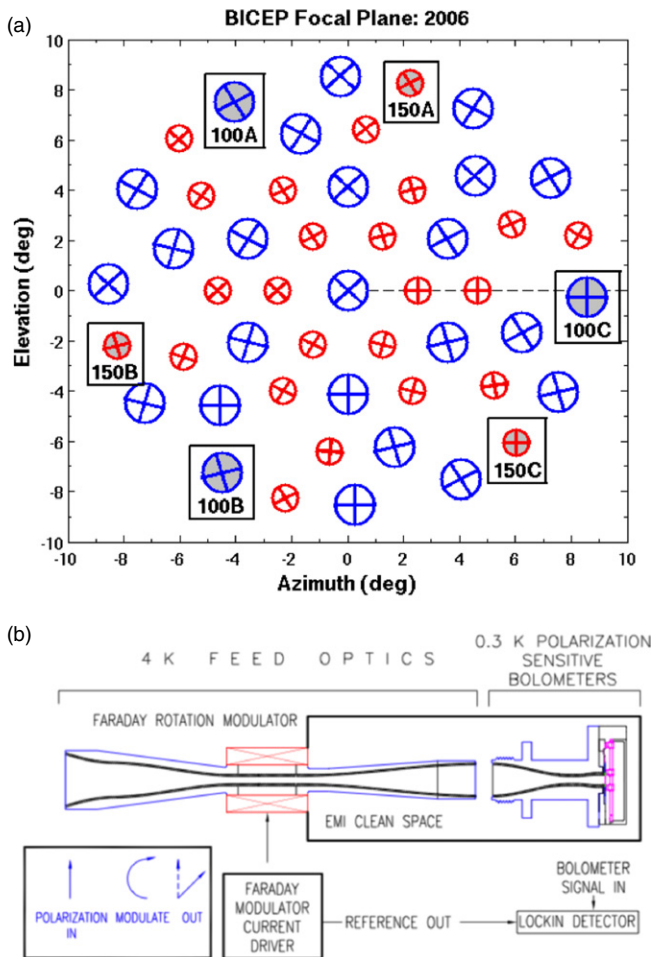 (a)
BICEP Focal Plane: 2006
100A
150A
150B
100B
100C
150C
Elevation (deg)
10
8
6
4
2
0
-2
-4
-6
-8
-10
-10 -8 -6 -4 -2 0 2 4 6 8 10
Azimuth (deg)
(b)
4 K FEED OPTICS
0.3 K POLARIZATION
SENSITIVE
BOLOMETERS
FARADAY ROTATION MODULATOR
EMI CLEAN SPACE
POLARIZATION MODULATE OUT
IN
FARADAY
MODULATOR
CURRENT
DRIVER
REFERENCE OUT
BOLOMETER
SIGNAL IN
LOCKIN DETECTOR